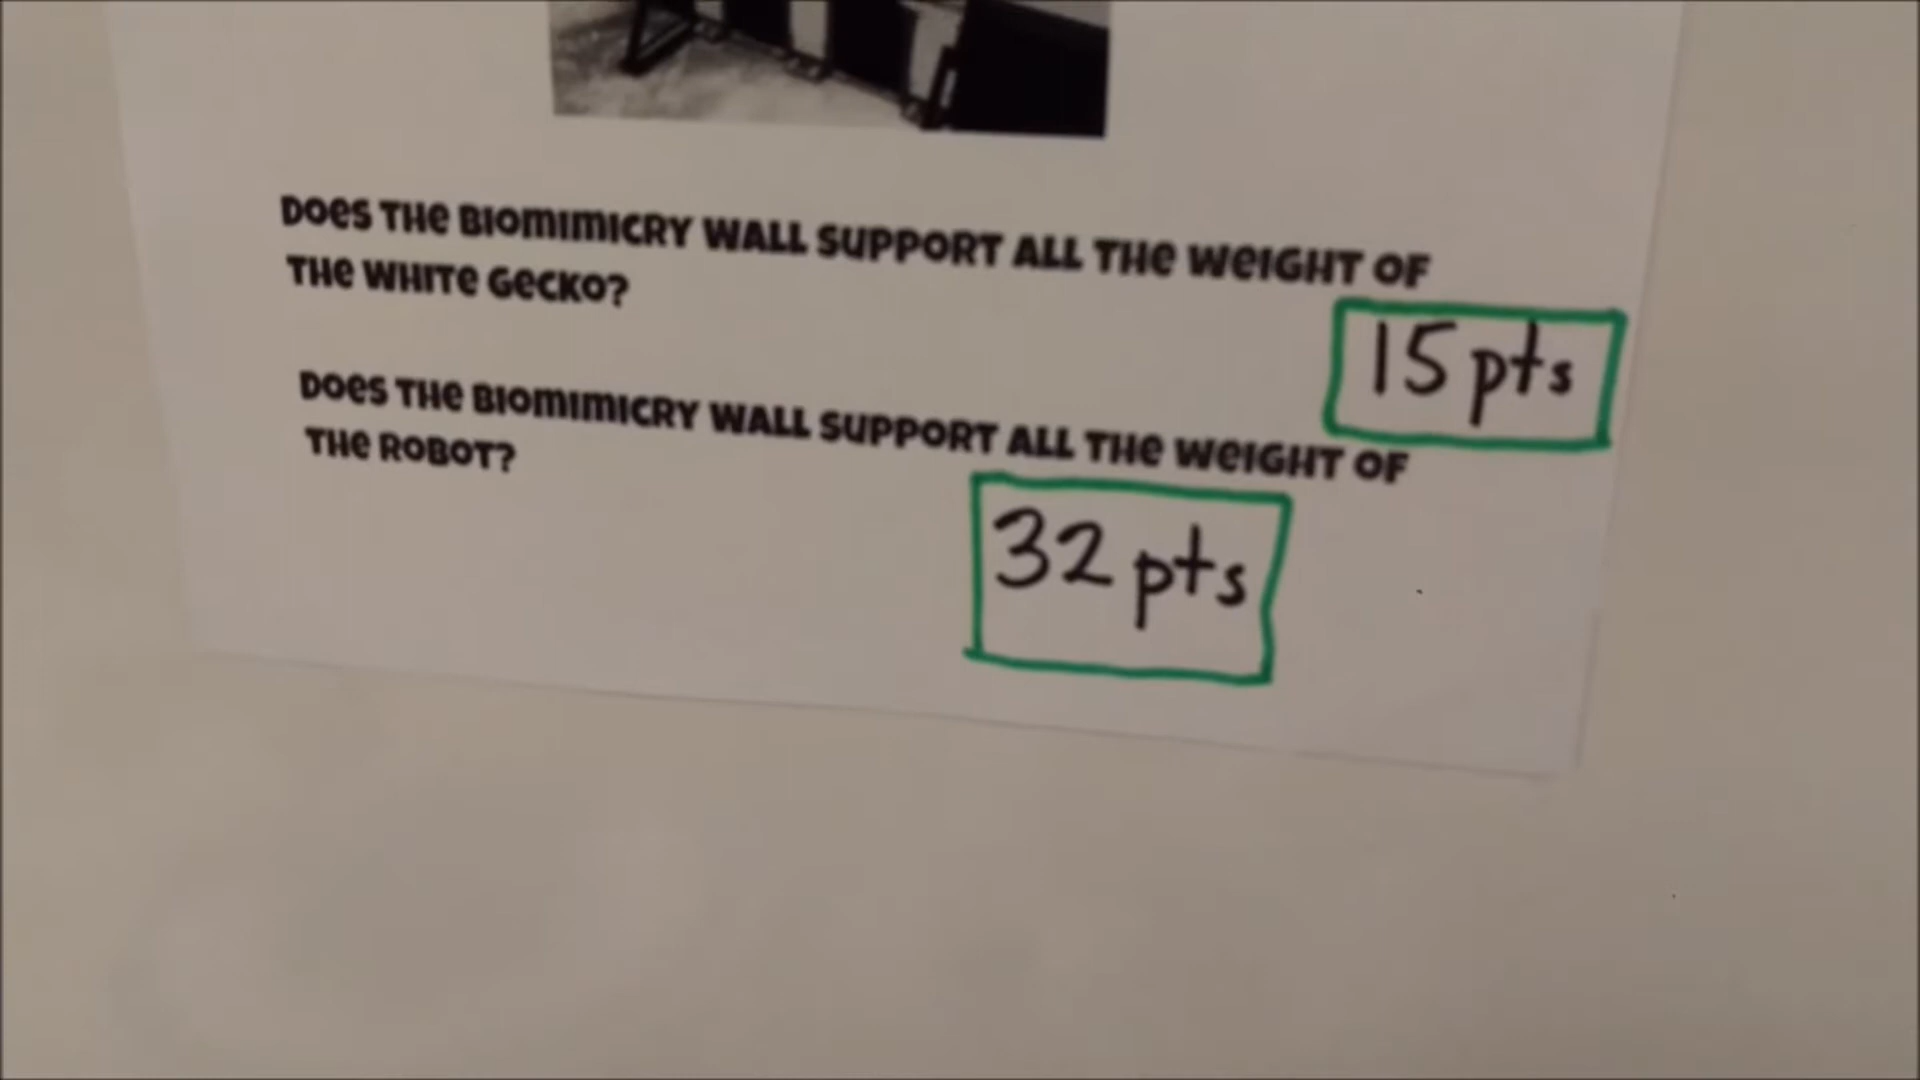 Does the Biomimicry Wall support all the weight of
the white gecko?
15 pts
Does the Biomimicry Wall support all the weight of
the Robot?
32 pts